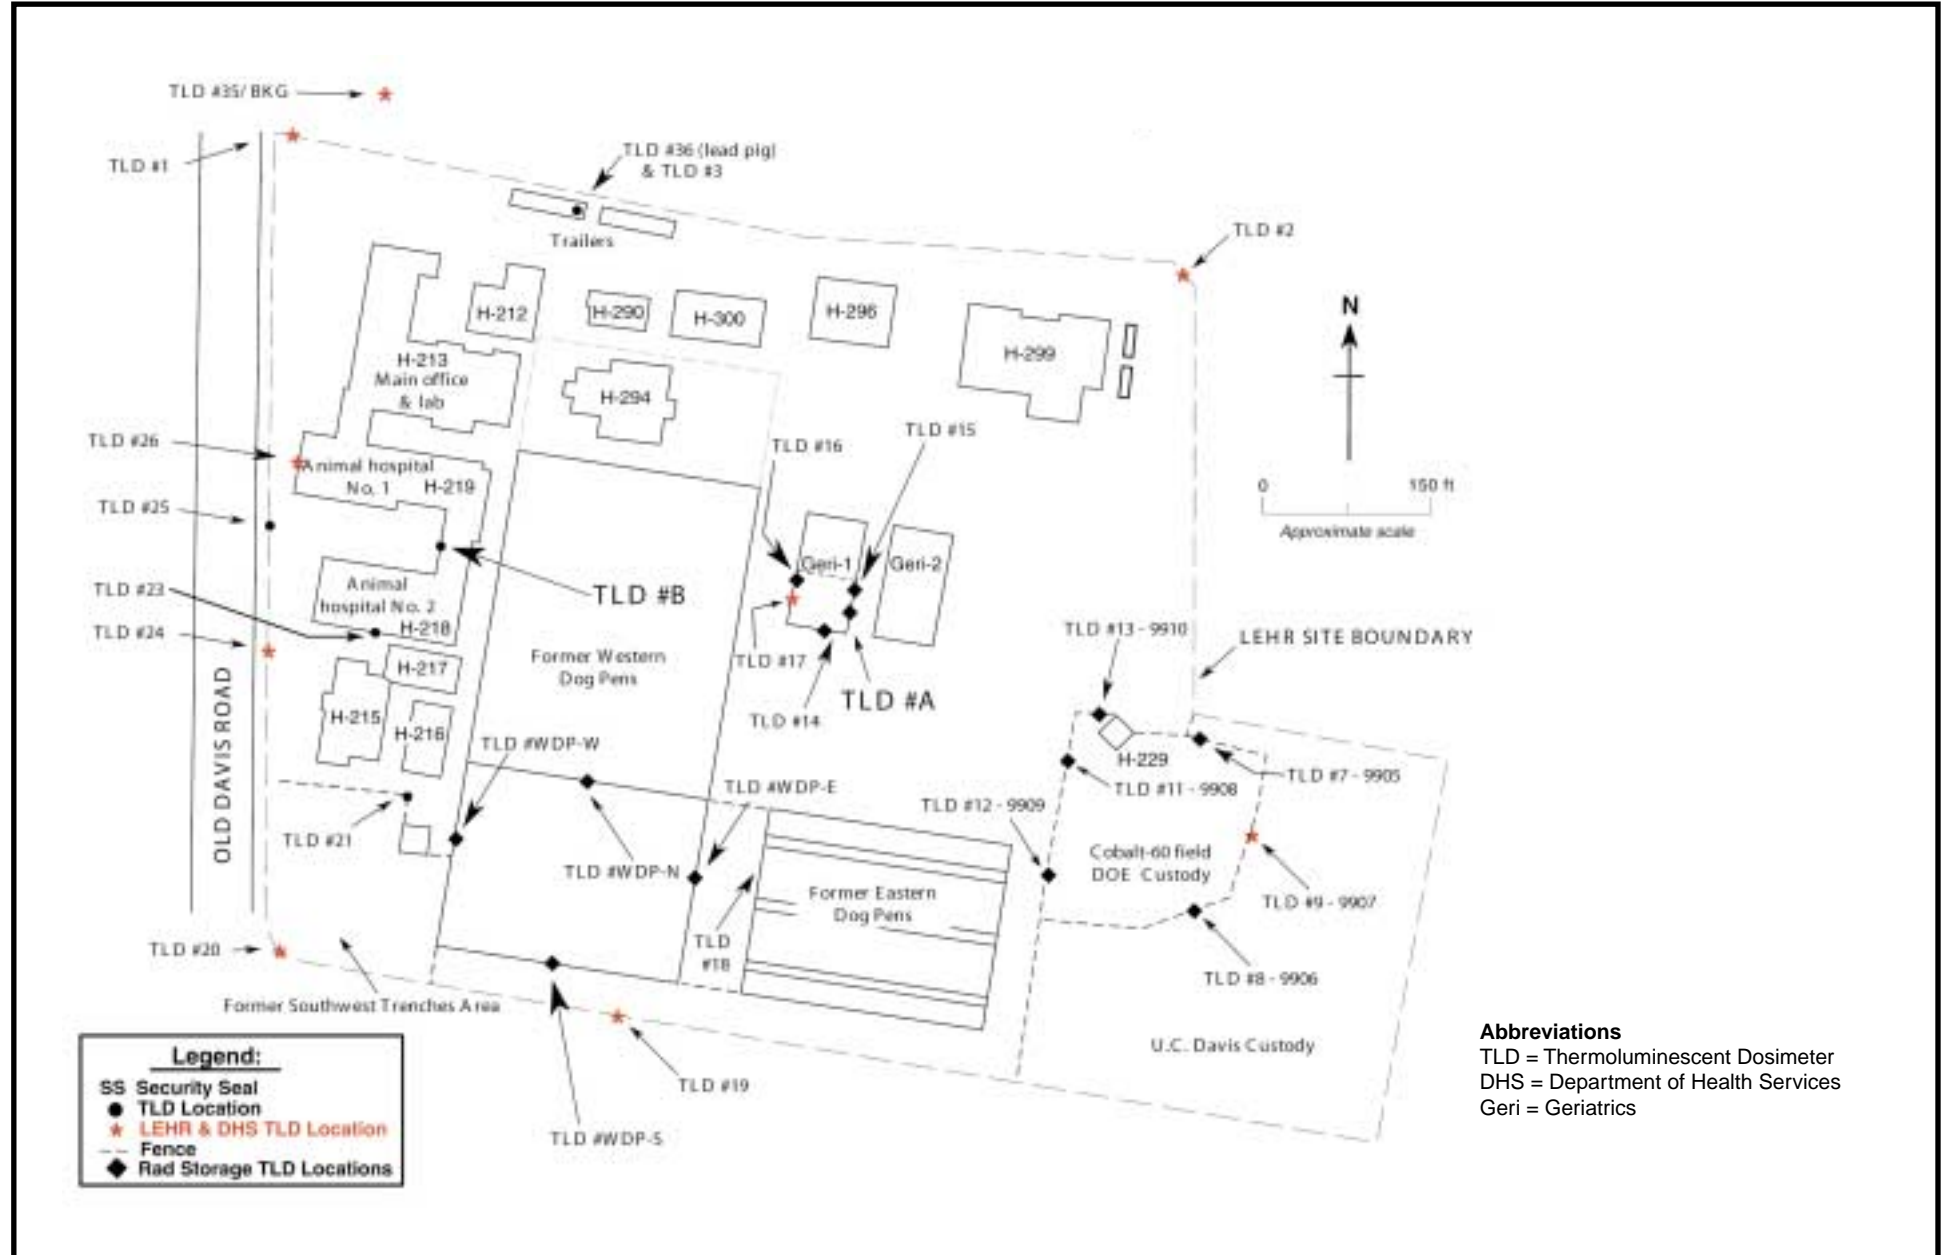 TLD #35/ BKG
TLD #1
TLD #36 (lead pig)
& TLD #3
Trailers
TLD #2
N
H-212
H-290
H-300
H-296
H-299
H-213
Main office
& lab
H-294
TLD #26
TLD #16
TLD #15
Animal hospital
No. 1
H-219
0
150 ft
Approximate scale
TLD #25
Geri-1
Geri-2
TLD #23
Animal
hospital No. 2
H-218
TLD #B
TLD #24
TLD #13 - 9910
LEHR SITE BOUNDARY
H-217
Former Western
Dog Pens
TLD #17
TLD #A
TLD #14
OLD DAVIS ROAD
H-215
H-216
TLD #WDP-W
H-229
TLD #7 - 9905
TLD #11 - 9908
TLD #WDP-E
TLD #12 - 9909
TLD #21
TLD #WDP-N
Cobalt-60 field
DOE Custody
Former Eastern
Dog Pens
TLD #9 - 9907
TLD #20
TLD
#18
TLD #8 - 9906
Former Southwest Trenches Area
U.C. Davis Custody
TLD #19
TLD #WDP-S
Legend:
SS Security Seal
TLD Location
LEHR & DHS TLD Location
Fence
Rad Storage TLD Locations
Abbreviations
TLD = Thermoluminescent Dosimeter
DHS = Department of Health Services
Geri = Geriatrics